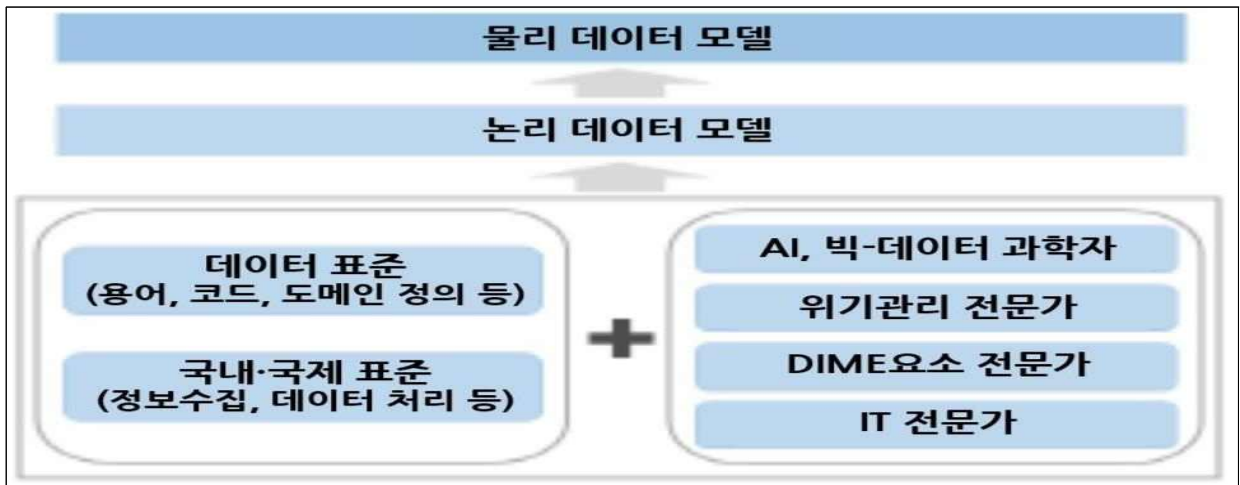 물리 데이터 모델
논리 데이터 모델
데이터 표준
(용어, 코드, 도메인 정의 등)
국내·국제 표준
(정보수집, 데이터 처리 등)
AI, 빅-데이터 과학자
위기관리 전문가
DIME요소 전문가
IT 전문가